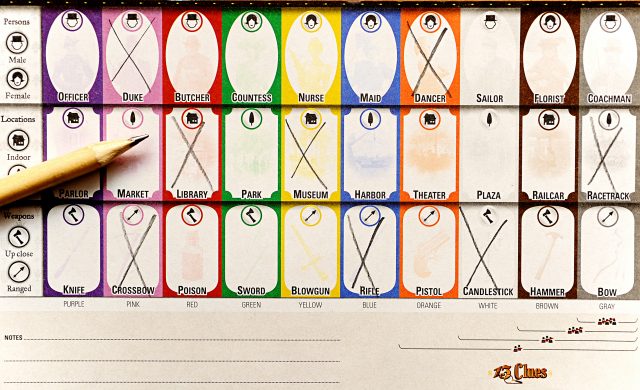 Persons
Male
Female
OFFICER DUKE BUTCHER COUNTESS NURSE MAID DANCER SAILOR FLORIST COACHMAN
Locations
Indoor
PARLOR MARKET LIBRARY PARK MUSEUM HARBOR THEATER PLAZA RAILCAR RACETRACK
Weapons
Up close
Ranged
KNIFE CROSSBOW POISON SWORD BLOWGUN RIFLE PISTOL CANDLESTICK HAMMER BOW
PURPLE PINK RED GREEN YELLOW BLUE ORANGE WHITE BROWN GRAY
NOTES
13 Clues